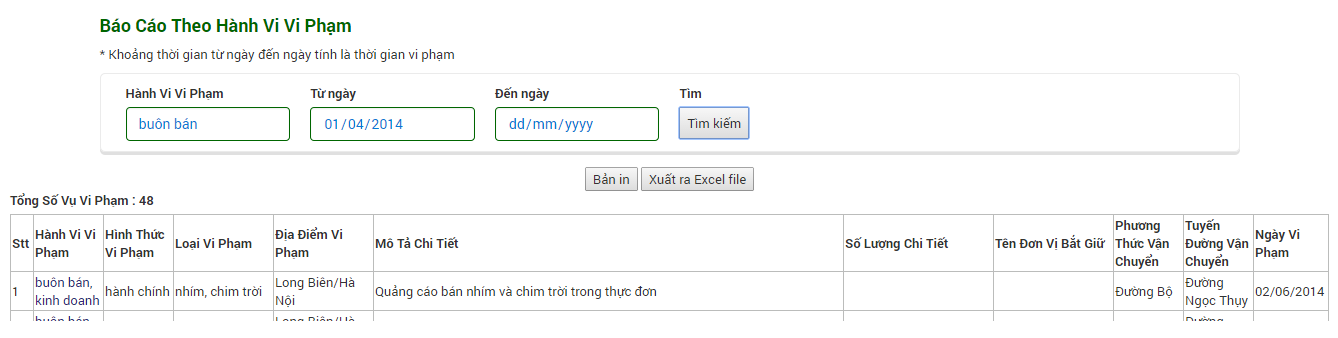 Báo Cáo Theo Hành Vi Vi Phạm
* Khoảng thời gian từ ngày đến ngày tính là thời gian vi phạm
Hành Vi Vi Phạm Từ ngày Đến ngày Tìm
buôn bán 01/04/2014 dd/mm/yyyy Tìm kiếm
Bản in Xuất ra Excel file
Tổng Số Vụ Vi Phạm : 48
Stt Hành Vi Vi Phạm Hình Thức Vi Phạm Loại Vi Phạm Địa Điểm Vi Phạm Mô Tả Chi Tiết Số Lượng Chi Tiết Tên Đơn Vị Bắt Giữ Phương Thức Vận Chuyển Tuyến Đường Vận Chuyển Ngày Vi Phạm
1 buôn bán, kinh doanh hành chính nhím, chim trời Long Biên/Hà Nội Quảng cáo bán nhím và chim trời trong thực đơn Đường Bộ Đường Ngọc Thụy 02/06/2014
buôn bán, Long Biên/Hà Đường